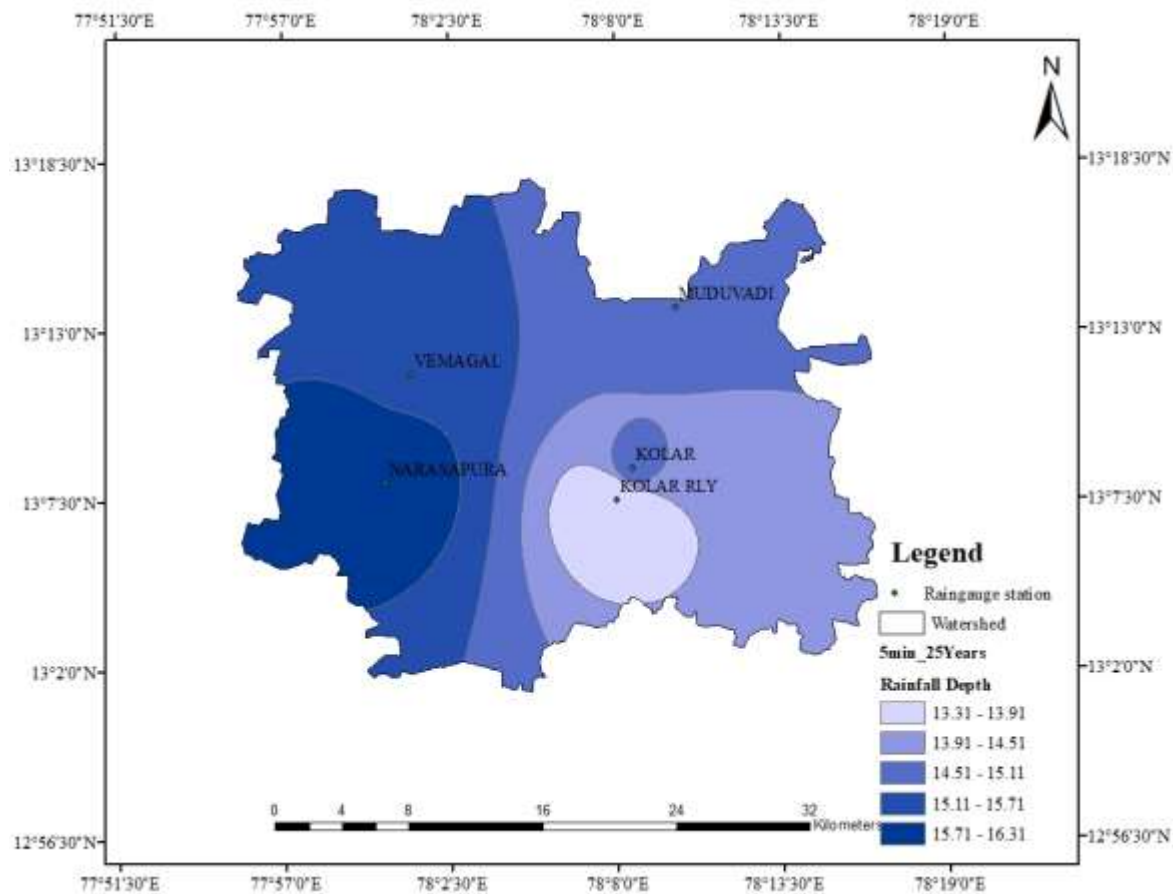 77°51'30"E 77°57'0"E 78°2'30"E 78°8'0"E 78°13'30"E 78°19'0"E
N
13°18'30"N 13°18'30"N
MUDUVADI
13°13'0"N 13°13'0"N
VEMAGAL
KOLAR
NARASAPURA
KOLAR RLY
13°7'30"N 13°7'30"N
Legend
Raingauge station
Watershed
5min_25Years
13°2'0"N 13°2'0"N
Rainfall Depth
13.31 - 13.91
13.91 - 14.51
14.51 - 15.11
15.11 - 15.71
15.71 - 16.31
0 4 8 16 24 32
Kilometers
12°56'30"N 12°56'30"N
77°51'30"E 77°57'0"E 78°2'30"E 78°8'0"E 78°13'30"E 78°19'0"E